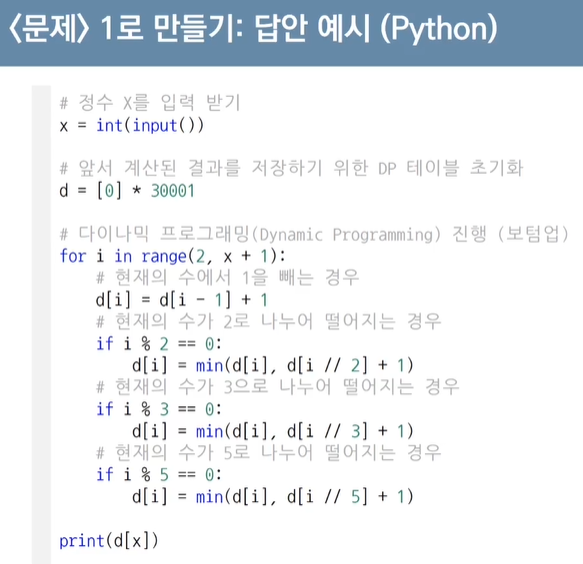 <문제> 1로 만들기: 답안 예시 (Python)
# 정수 X를 입력 받기
x = int(input())
# 앞서 계산된 결과를 저장하기 위한 DP 테이블 초기화
d = [0] * 30001
# 다이나믹 프로그래밍(Dynamic Programming) 진행 (보텀업)
for i in range(2, x + 1):
    # 현재의 수에서 1을 빼는 경우
    d[i] = d[i - 1] + 1
    # 현재의 수가 2로 나누어 떨어지는 경우
    if i % 2 == 0:
        d[i] = min(d[i], d[i // 2] + 1)
    # 현재의 수가 3으로 나누어 떨어지는 경우
    if i % 3 == 0:
        d[i] = min(d[i], d[i // 3] + 1)
    # 현재의 수가 5로 나누어 떨어지는 경우
    if i % 5 == 0:
        d[i] = min(d[i], d[i // 5] + 1)
print(d[x])